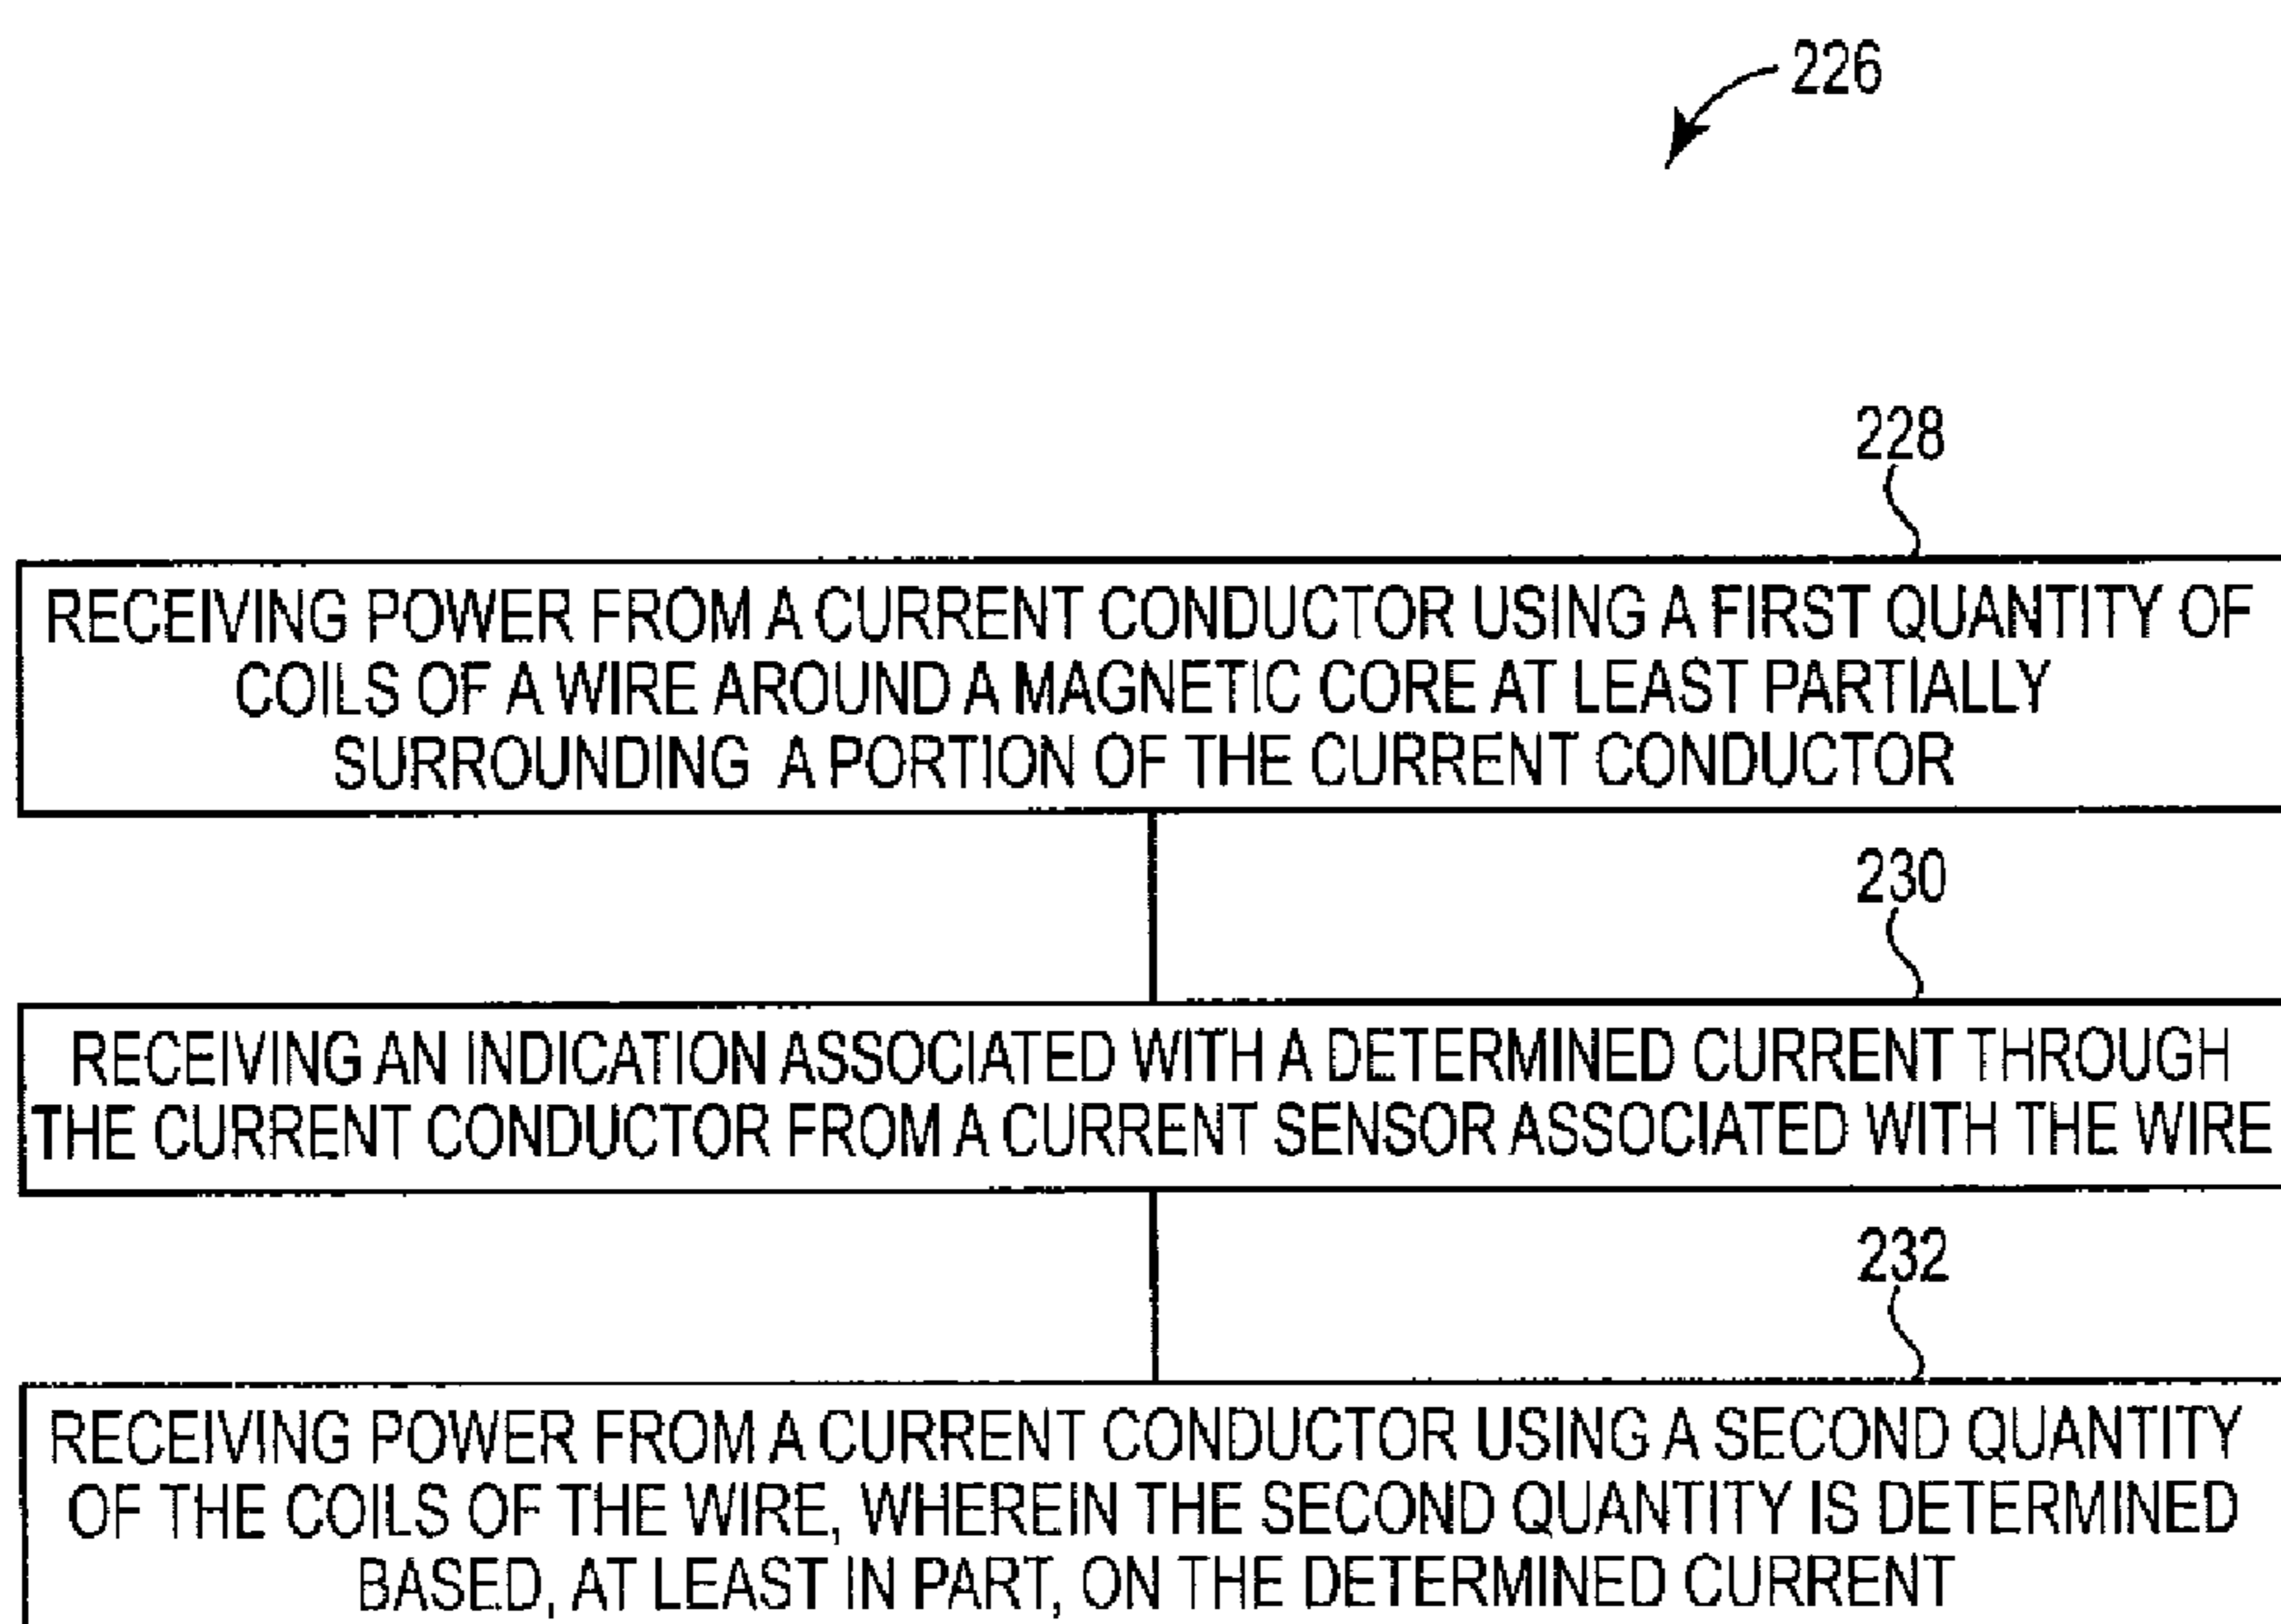 226
228
RECEIVING POWER FROM A CURRENT CONDUCTOR USING A FIRST QUANTITY OF
COILS OF A WIRE AROUND A MAGNETIC CORE AT LEAST PARTIALLY
SURROUNDING A PORTION OF THE CURRENT CONDUCTOR
230
RECEIVING AN INDICATION ASSOCIATED WITH A DETERMINED CURRENT THROUGH
THE CURRENT CONDUCTOR FROM A CURRENT SENSOR ASSOCIATED WITH THE WIRE
232
RECEIVING POWER FROM A CURRENT CONDUCTOR USING A SECOND QUANTITY
OF THE COILS OF THE WIRE, WHEREIN THE SECOND QUANTITY IS DETERMINED
BASED, AT LEAST IN PART, ON THE DETERMINED CURRENT